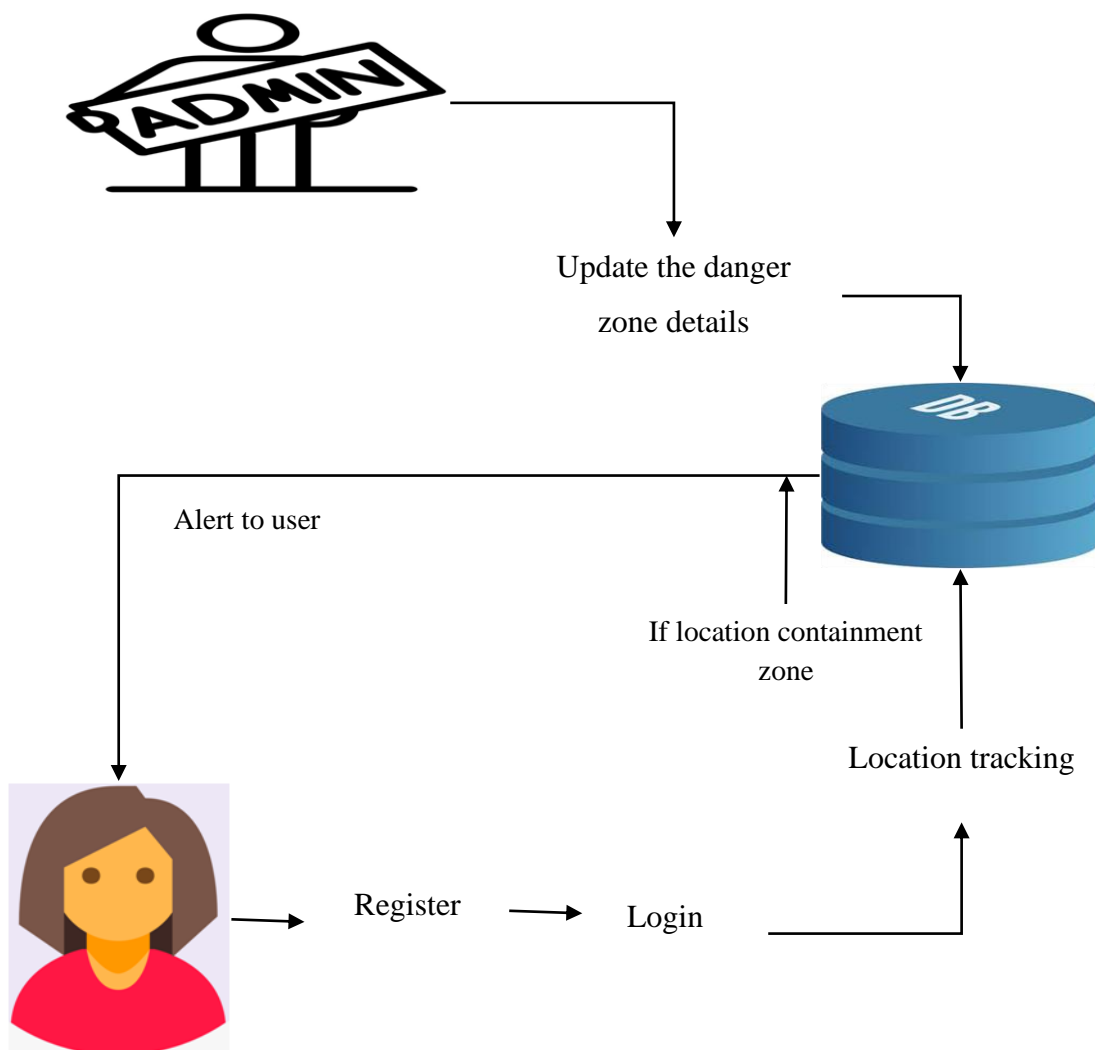 ADMIN
Update the danger
zone details
DB
Alert to user
If location containment
zone
Location tracking
Register
Login